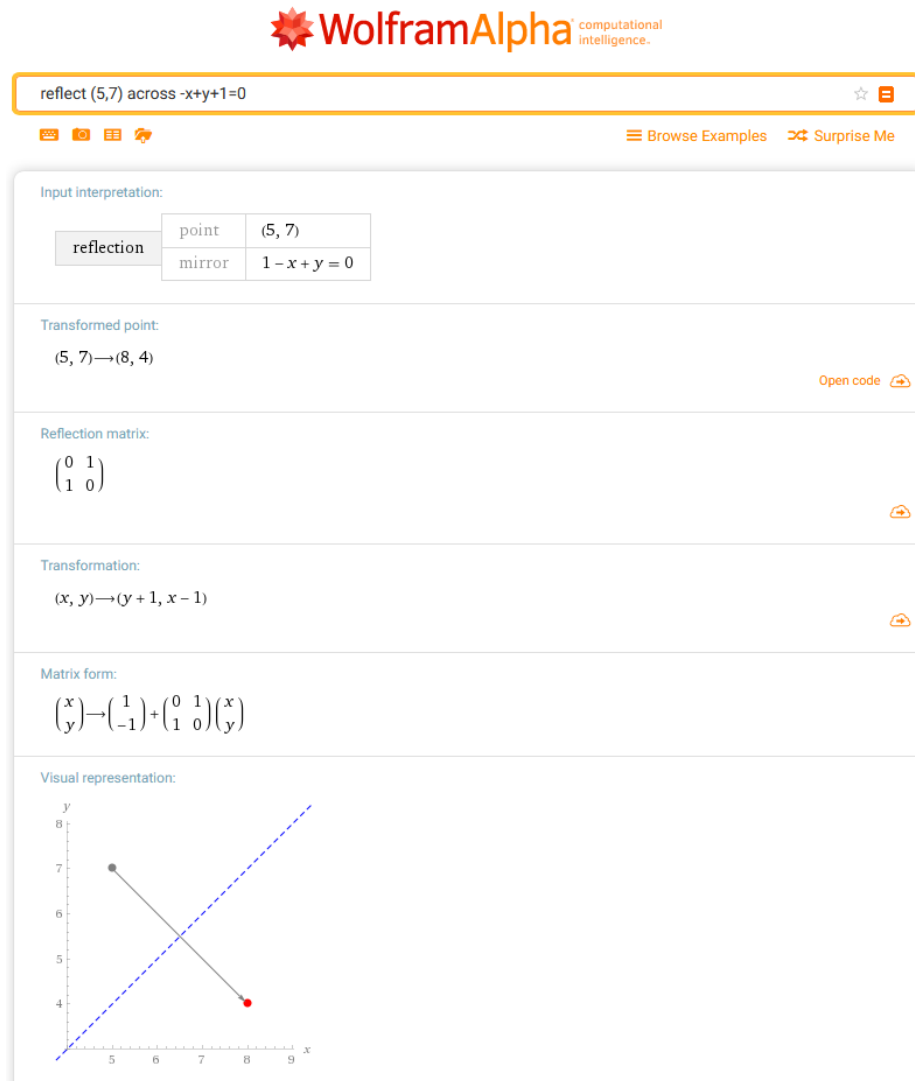 WolframAlpha computational intelligence.
reflect (5,7) across -x+y+1=0
Browse Examples Surprise Me
Input interpretation:
reflection
point (5, 7)
mirror 1 − x + y = 0
Transformed point:
(5, 7)⟶(8, 4)
Open code
Reflection matrix:
(0 1
1 0)
Transformation:
(x, y)⟶(y + 1, x − 1)
Matrix form:
(x
y)⟶(1
−1)+(0 1
1 0)(x
y)
Visual representation:
y
8
7
6
5
4
5 6 7 8 9 x